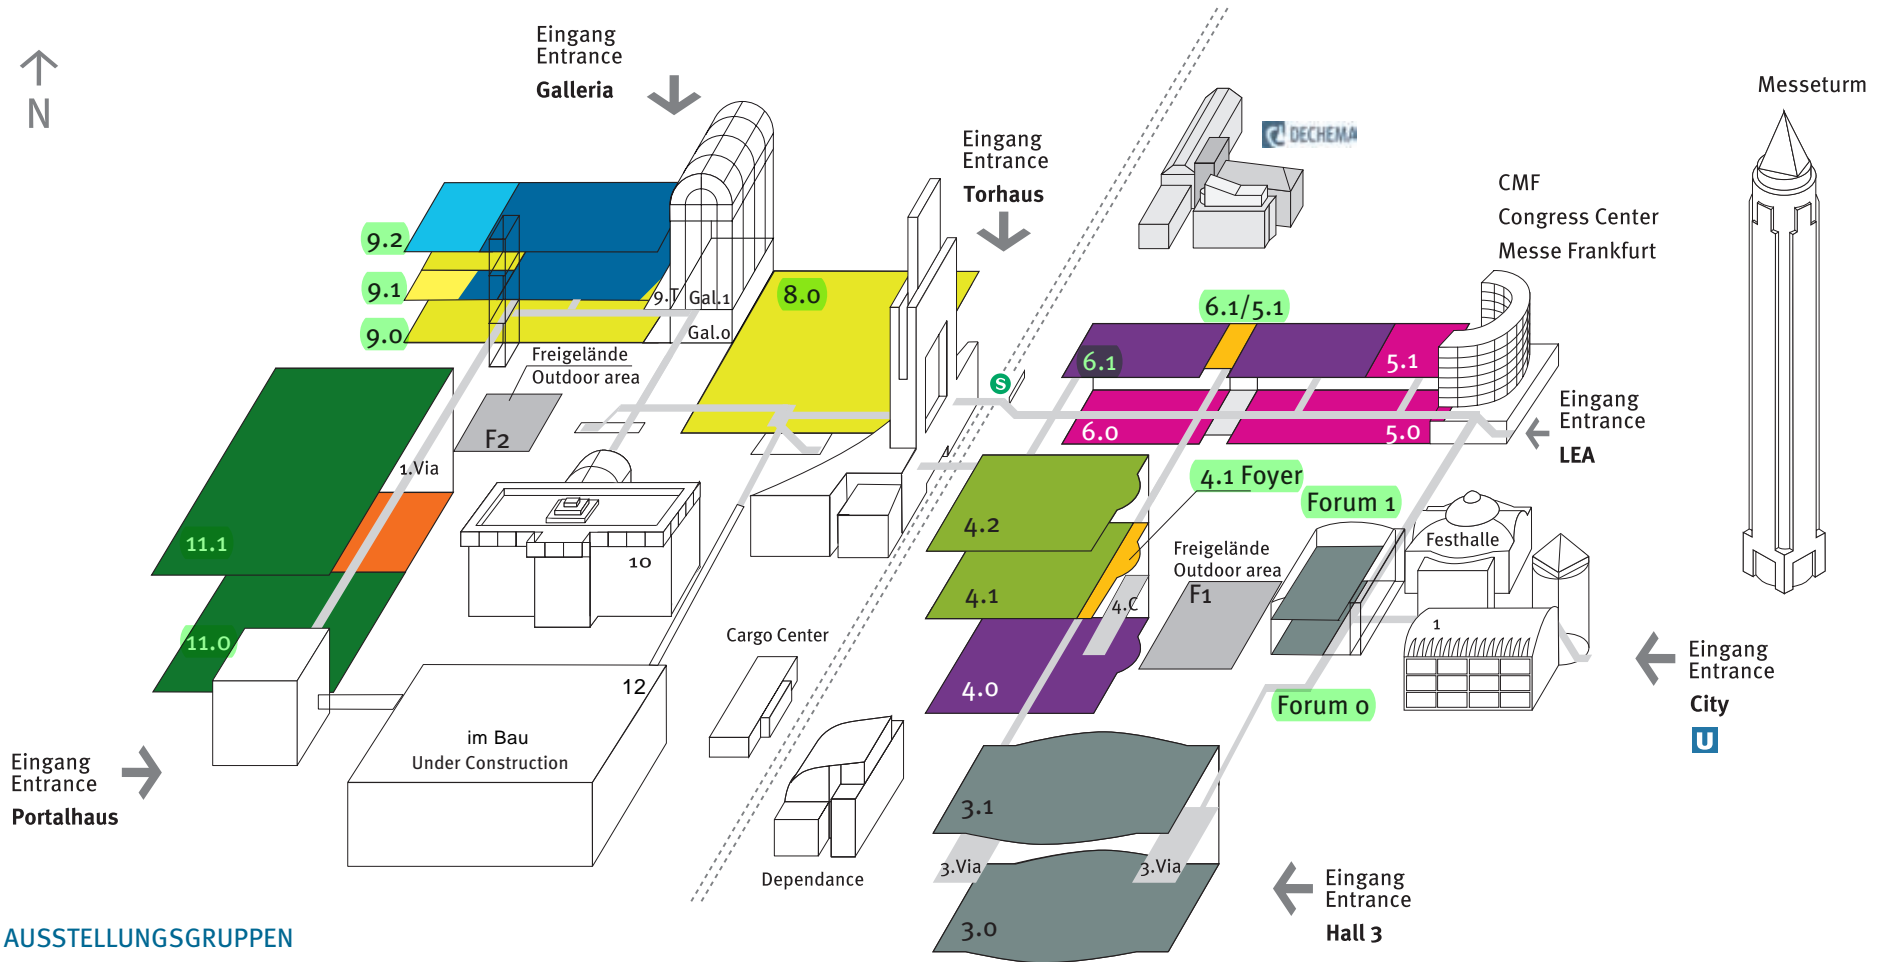 N
Eingang
Entrance
Galleria
Eingang
Entrance
Torhaus
DECHEMA
Messeturm
CMF
Congress Center
Messe Frankfurt
9.2
9.1
9.0
9.T
Gal.1
Gal.0
8.0
Freigelände
Outdoor area
F2
S
6.1/5.1
6.1
5.1
6.0
5.0
Eingang
Entrance
LEA
11.1
1.Via
11.0
10
4.2
4.1 Foyer
4.1
4.C
4.0
Freigelände
Outdoor area
F1
Forum 1
Festhalle
1
Forum 0
Eingang
Entrance
City
U
Cargo Center
12
im Bau
Under Construction
Eingang
Entrance
Portalhaus
Dependance
3.1
3.Via
3.Via
3.0
Eingang
Entrance
Hall 3
AUSSTELLUNGSGRUPPEN